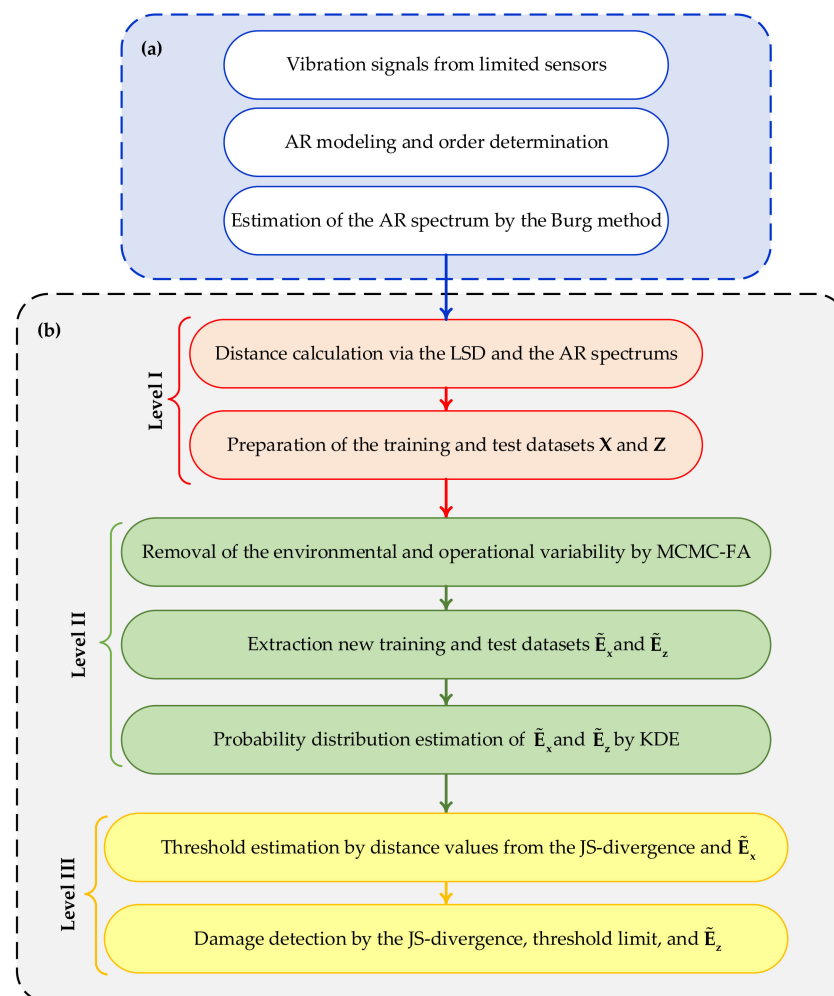 (a)
Vibration signals from limited sensors
AR modeling and order determination
Estimation of the AR spectrum by the Burg method
(b)
Level I
Distance calculation via the LSD and the AR spectrums
Preparation of the training and test datasets X and Z
Level II
Removal of the environmental and operational variability by MCMC-FA
Extraction new training and test datasets Ẽx and Ẽz
Probability distribution estimation of Ẽx and Ẽz by KDE
Level III
Threshold estimation by distance values from the JS-divergence and Ẽx
Damage detection by the JS-divergence, threshold limit, and Ẽz